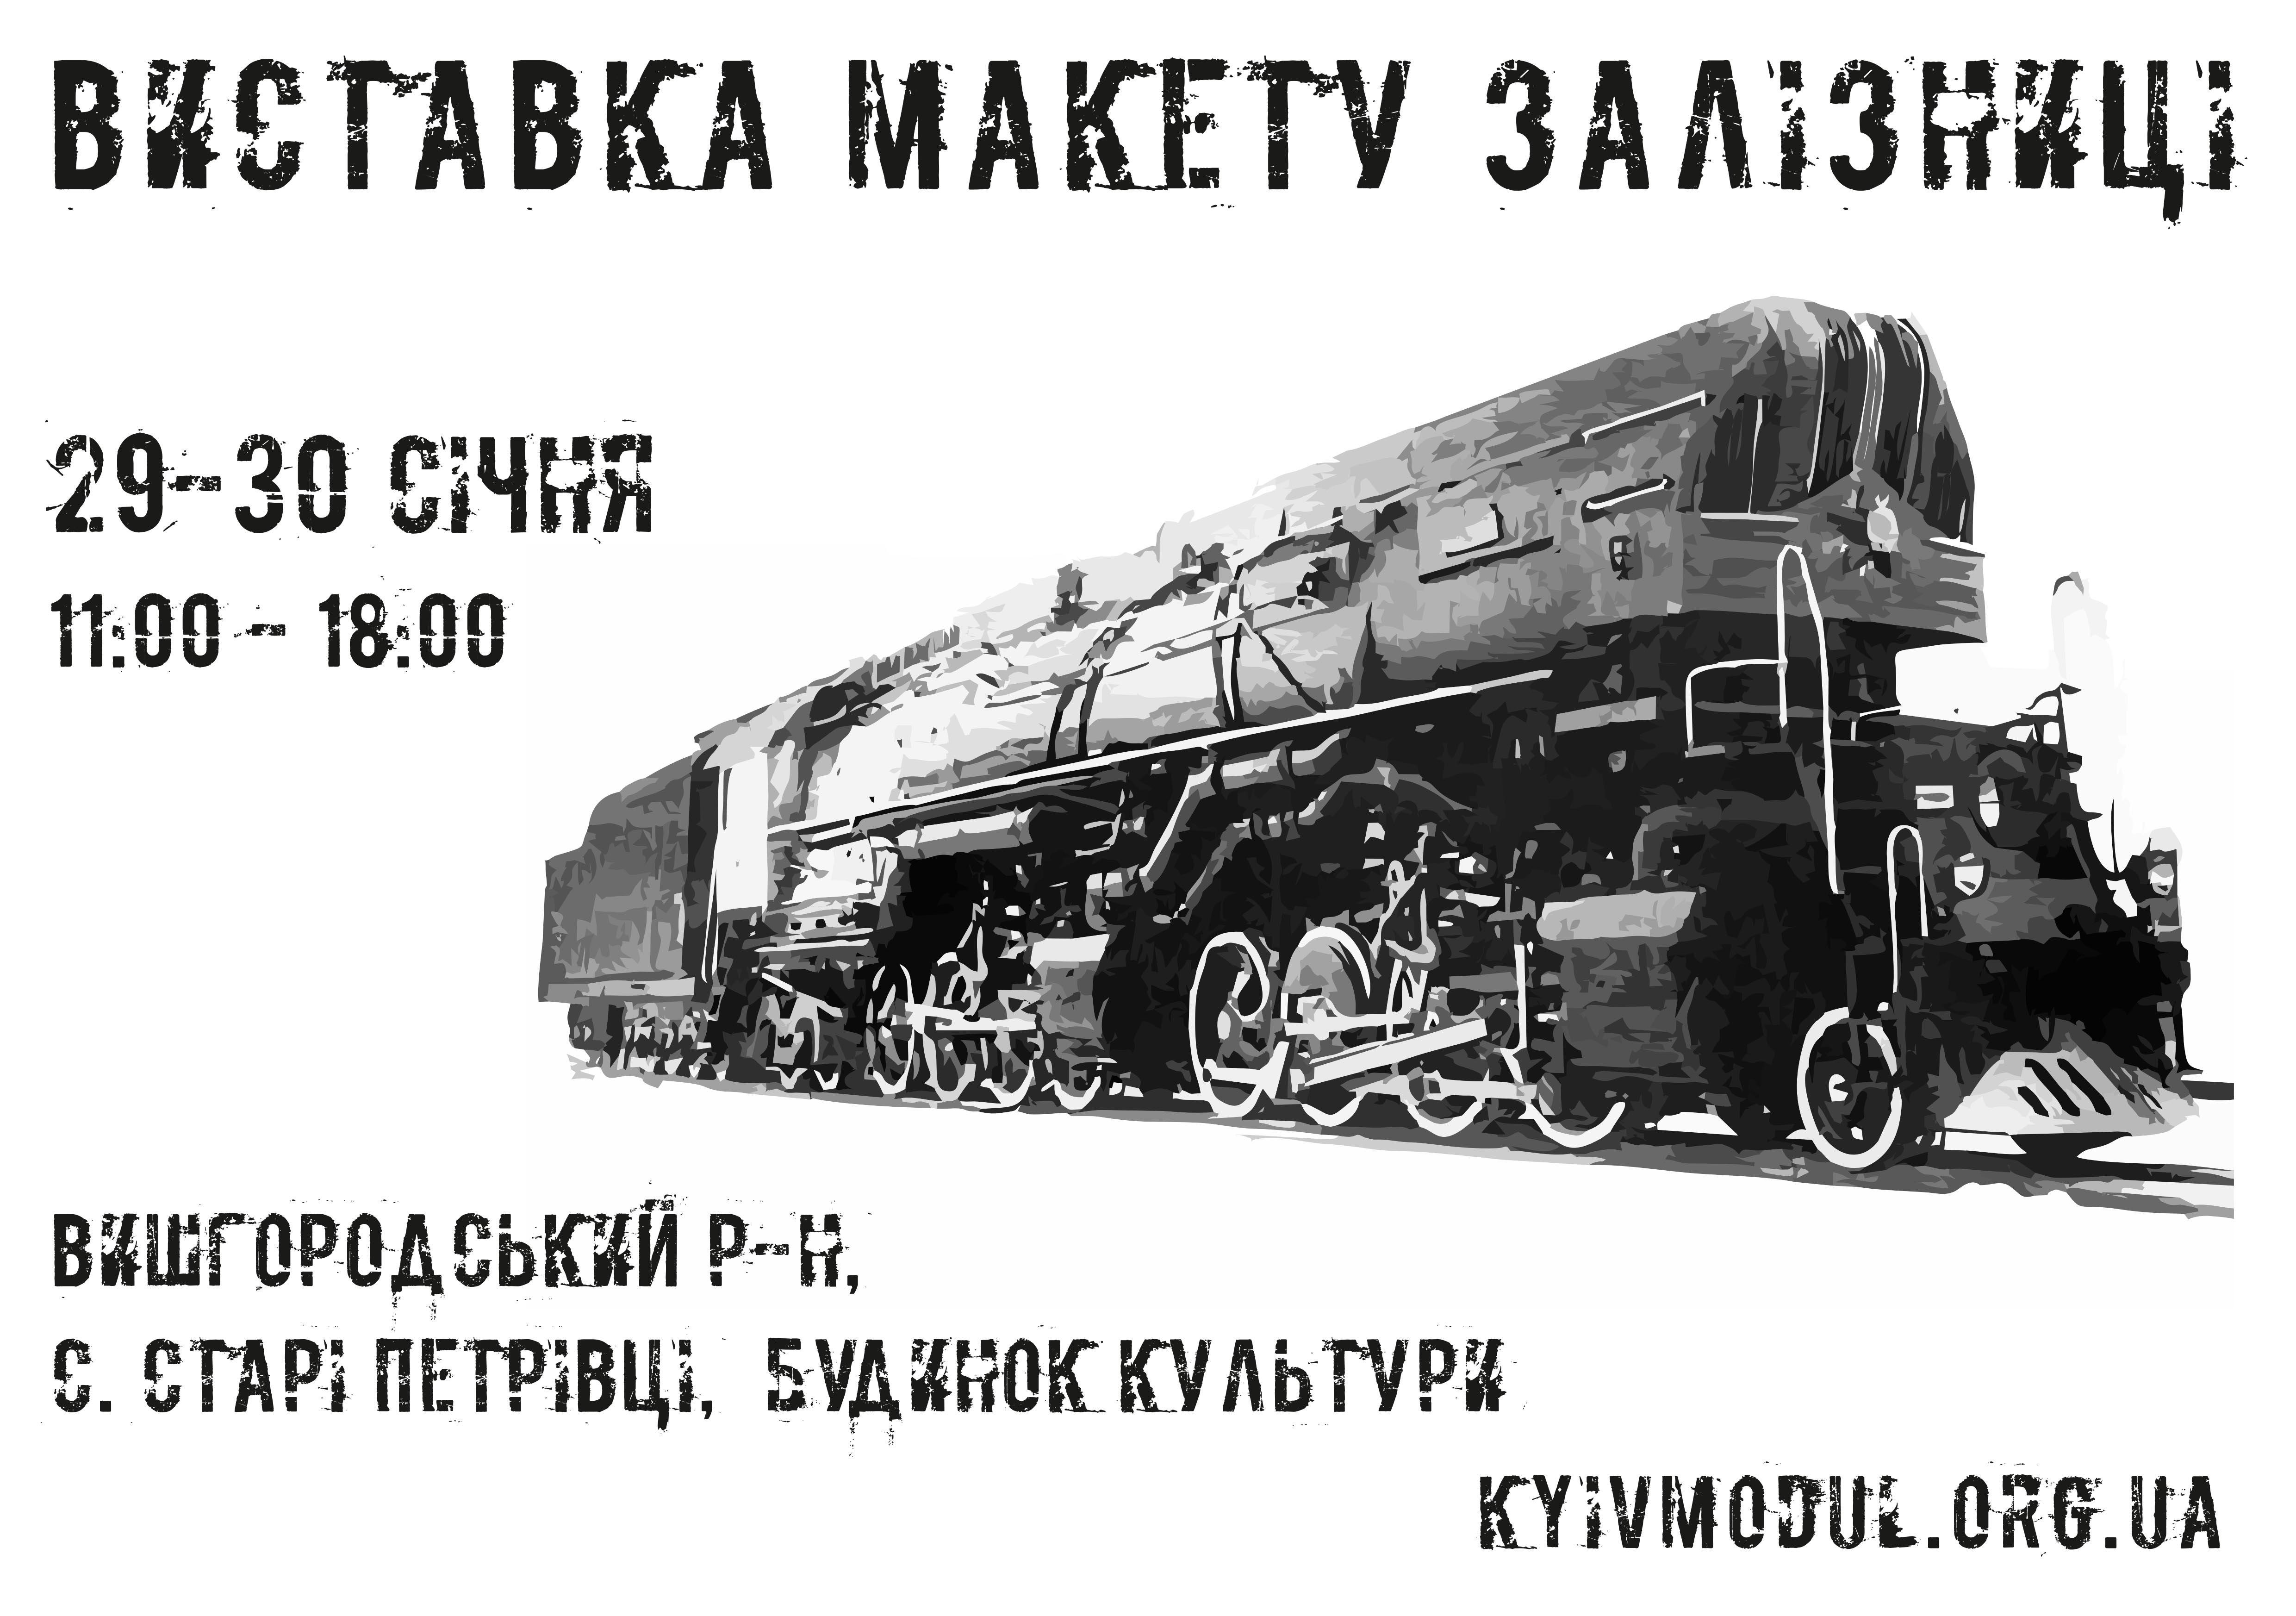 ВИСТАВКА МАКЕТУ ЗАЛІЗНИЦІ
29-30 СІЧНЯ
11:00 - 18:00
ВИШГОРОДСЬКИЙ Р-Н,
С. СТАРІ ПЕТРІВЦІ, БУДИНОК КУЛЬТУРИ
KYIVMODUL.ORG.UA